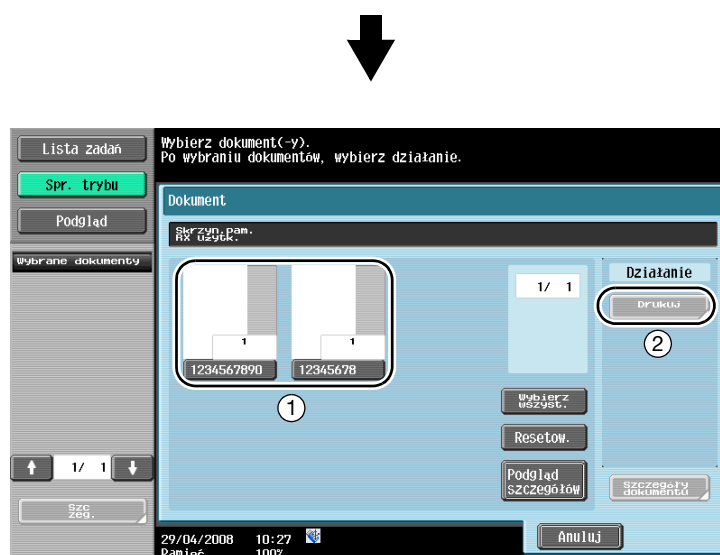 Lista zadań
Spr. trybu
Podgląd
Wybrane dokumenty
1/ 1
Szc
zeg.
Wybierz dokument(-y).
Po wybraniu dokumentów, wybierz działanie.
Dokument
Skrzyn.pam.
RX użytk.
1
1234567890
1
12345678
1
1/ 1
Wybierz
wszyst.
Resetow.
Podgląd
szczegółów
Działanie
Drukuj
2
Szczegóły
dokumentu
29/04/2008 10:27
Pamięć 100%
Anuluj